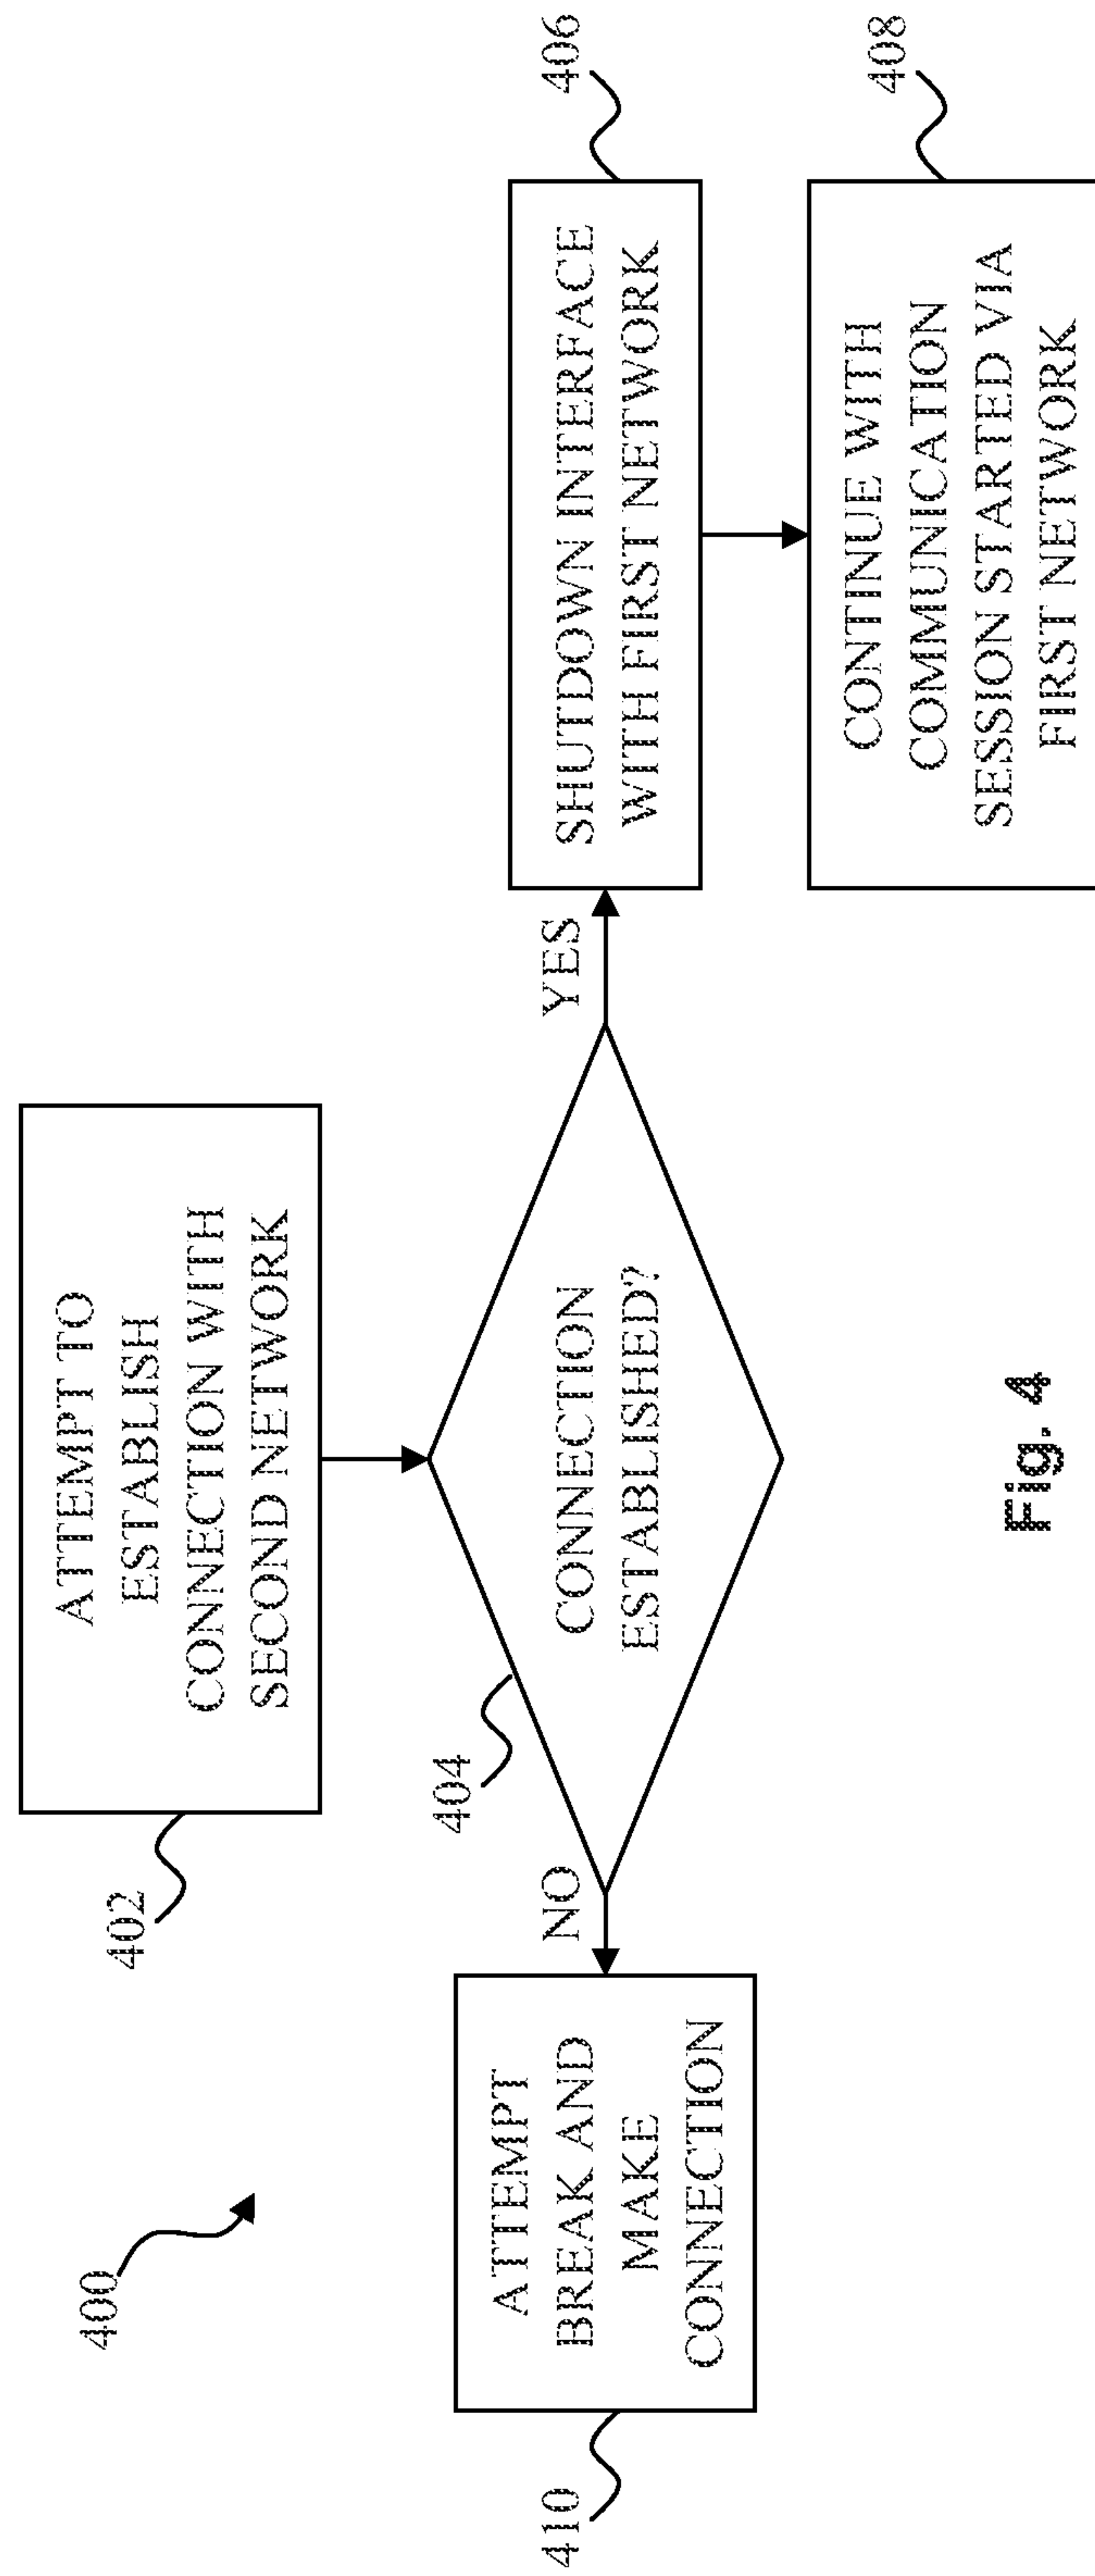 400
402
ATTEMPT TO
ESTABLISH
CONNECTION WITH
SECOND NETWORK
404
CONNECTION
ESTABLISHED?
NO
YES
410
ATTEMPT
BREAK AND
MAKE
CONNECTION
SHUTDOWN INTERFACE
WITH FIRST NETWORK
406
CONTINUE WITH
COMMUNICATION
SESSION STARTED VIA
FIRST NETWORK
408
Fig. 4